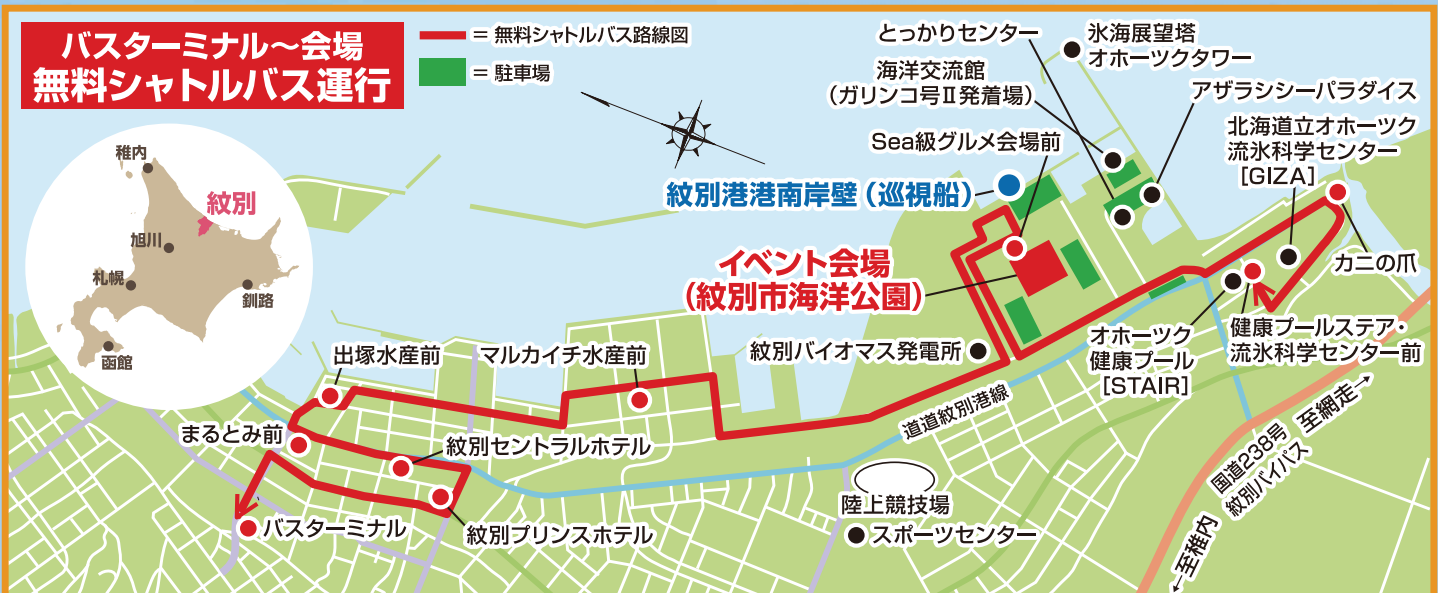 バスターミナル～会場
無料シャトルバス運行
= 無料シャトルバス路線図
= 駐車場
稚内
紋別
旭川
札幌
釧路
函館
とっかりセンター
氷海展望塔
オホーツクタワー
海洋交流館
(ガリンコ号Ⅱ発着場)
アザラシシーパラダイス
Sea級グルメ会場前
北海道立オホーツク
流氷科学センター
[GIZA]
紋別港港南岸壁(巡視船)
イベント会場
(紋別市海洋公園)
カニの爪
オホーツク
健康プール
[STAIR]
健康プールステア・
流氷科学センター前
紋別バイオマス発電所
出塚水産前
マルカイチ水産前
道道紋別港線
まるとみ前
紋別セントラルホテル
バスターミナル
紋別プリンスホテル
陸上競技場
スポーツセンター
国道238号
紋別バイパス
至網走→
←至稚内